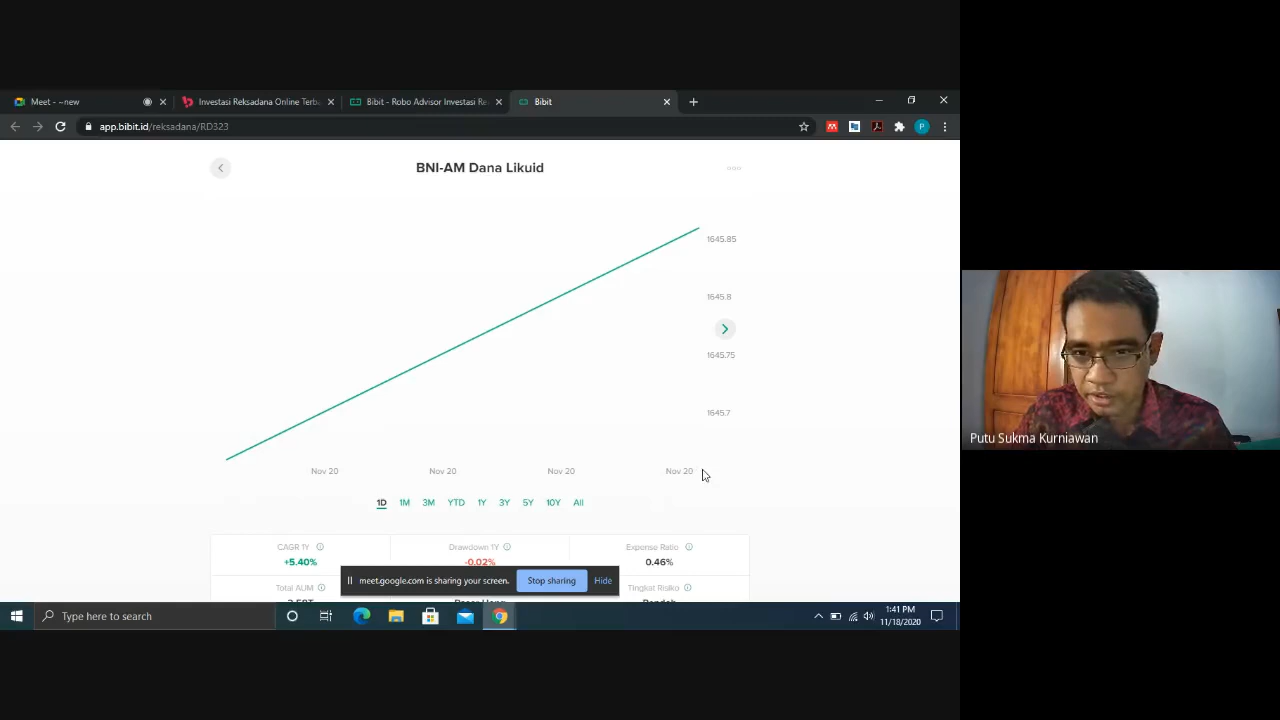 Meet - ~new
Investasi Reksadana Online Terba
Bibit - Robo Advisor Investasi Re
Bibit
app.bibit.id/reksadana/RD323
P
BNI-AM Dana Likuid
1645.85
1645.8
1645.75
1645.7
Nov 20 Nov 20 Nov 20 Nov 20
1D 1M 3M YTD 1Y 3Y 5Y 10Y All
CAGR 1Y Drawdown 1Y Expense Ratio
+5.40% -0.02% 0.46%
Total AUM Tingkat Risiko
meet.google.com is sharing your screen. Stop sharing Hide
Putu Sukma Kurniawan
Type here to search
1:41 PM
11/18/2020